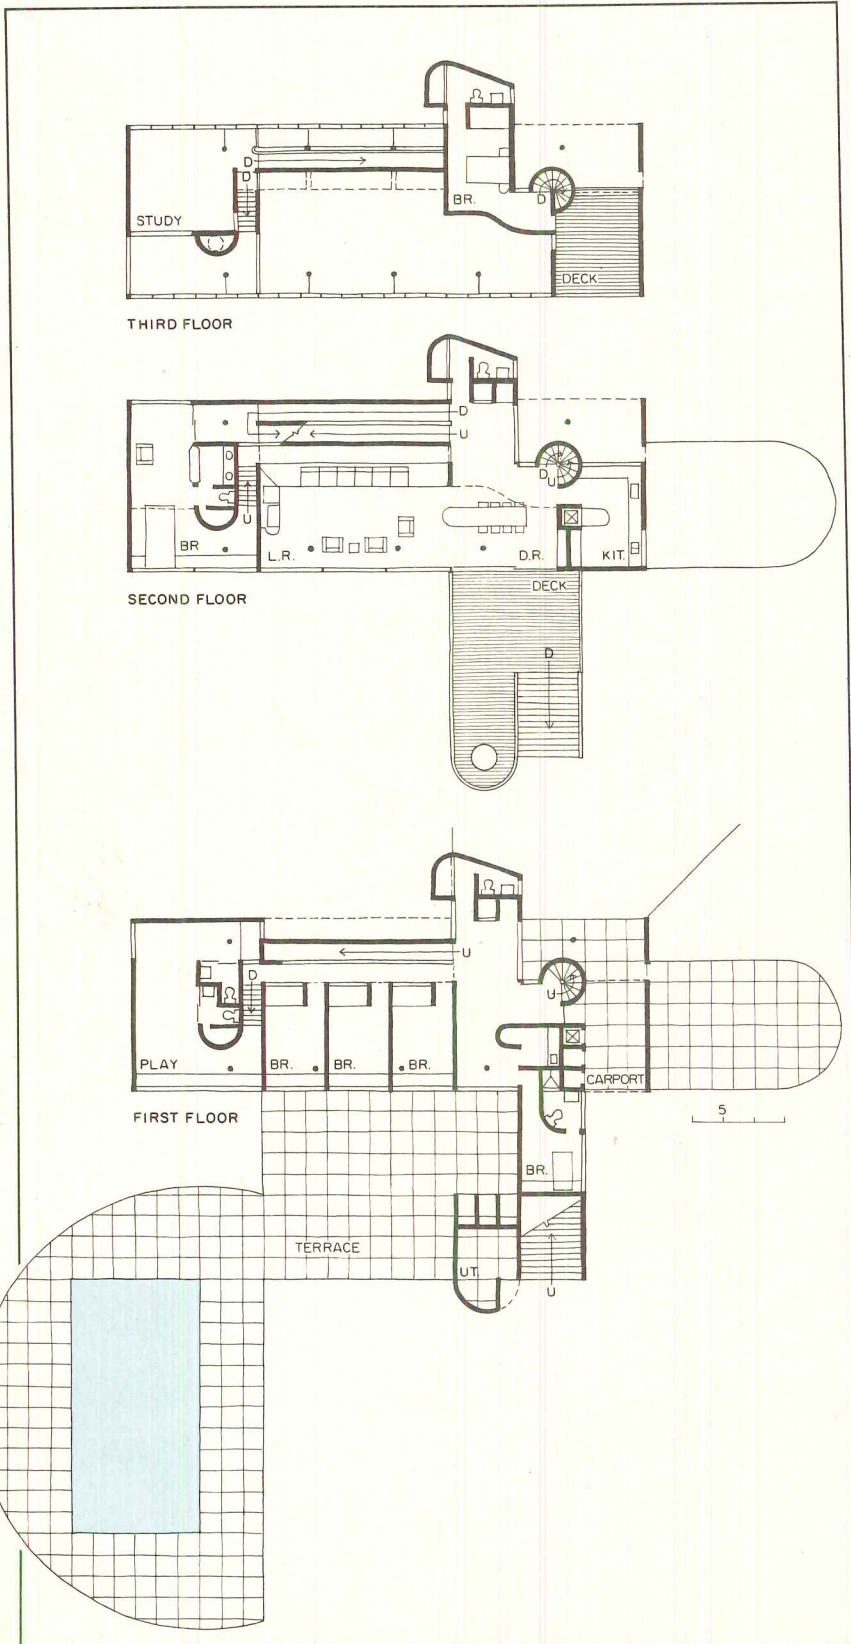 D
D
STUDY
BR.
D
DECK
THIRD FLOOR
D
U
D
U
U
BR
L.R.
D.R.
KIT.
DECK
SECOND FLOOR
D
U
D
U
PLAY
BR.
BR.
BR.
CARPORT
FIRST FLOOR
5
BR.
TERRACE
UT.
U